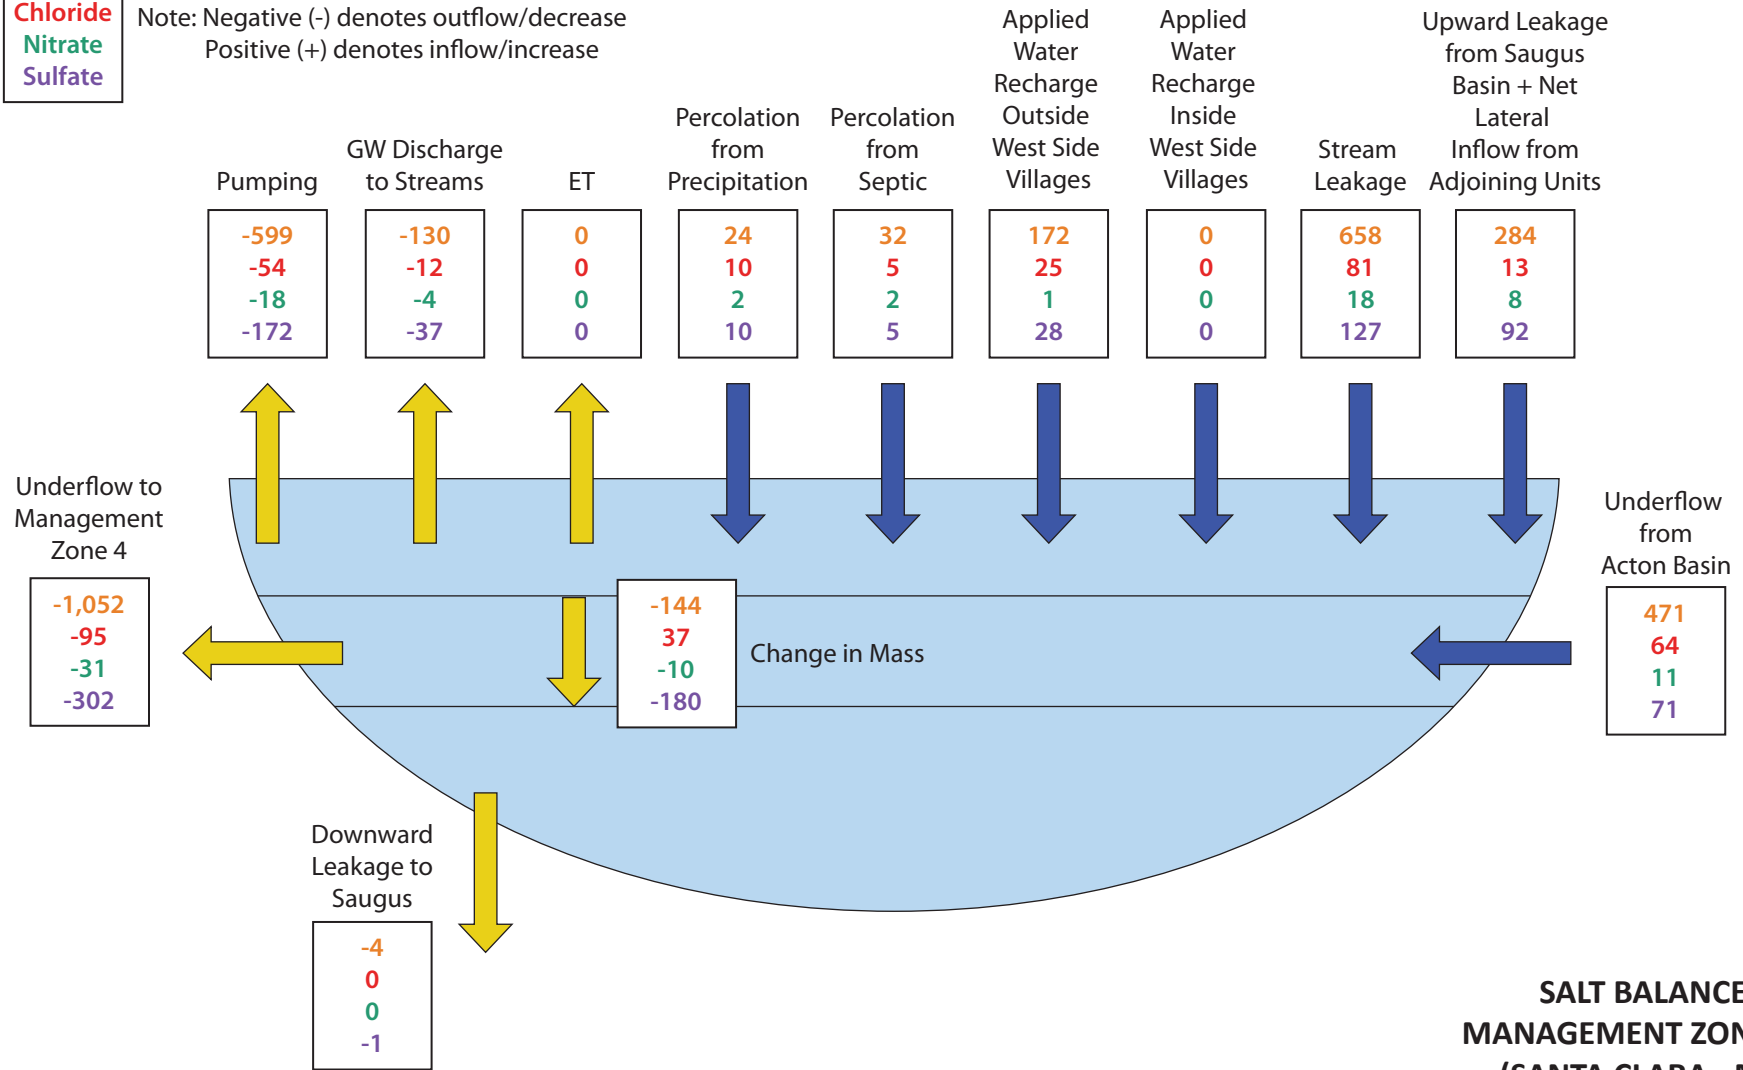 Chloride
Nitrate
Sulfate
Note: Negative (-) denotes outflow/decrease
Positive (+) denotes inflow/increase
Pumping
-599
-54
-18
-172
GW Discharge
to Streams
-130
-12
-4
-37
ET
0
0
0
0
Percolation
from
Precipitation
24
10
2
10
Percolation
from
Septic
32
5
2
5
Applied
Water
Recharge
Outside
West Side
Villages
172
25
1
28
Applied
Water
Recharge
Inside
West Side
Villages
0
0
0
0
Stream
Leakage
658
81
18
127
Upward Leakage
from Saugus
Basin + Net
Lateral
Inflow from
Adjoining Units
284
13
8
92
Underflow to
Management
Zone 4
-1,052
-95
-31
-302
-144
37
-10
-180
Change in Mass
Underflow
from
Acton Basin
471
64
11
71
Downward
Leakage to
Saugus
-4
0
0
-1
SALT BALANCE
MANAGEMENT ZON
(SANTA CLARA